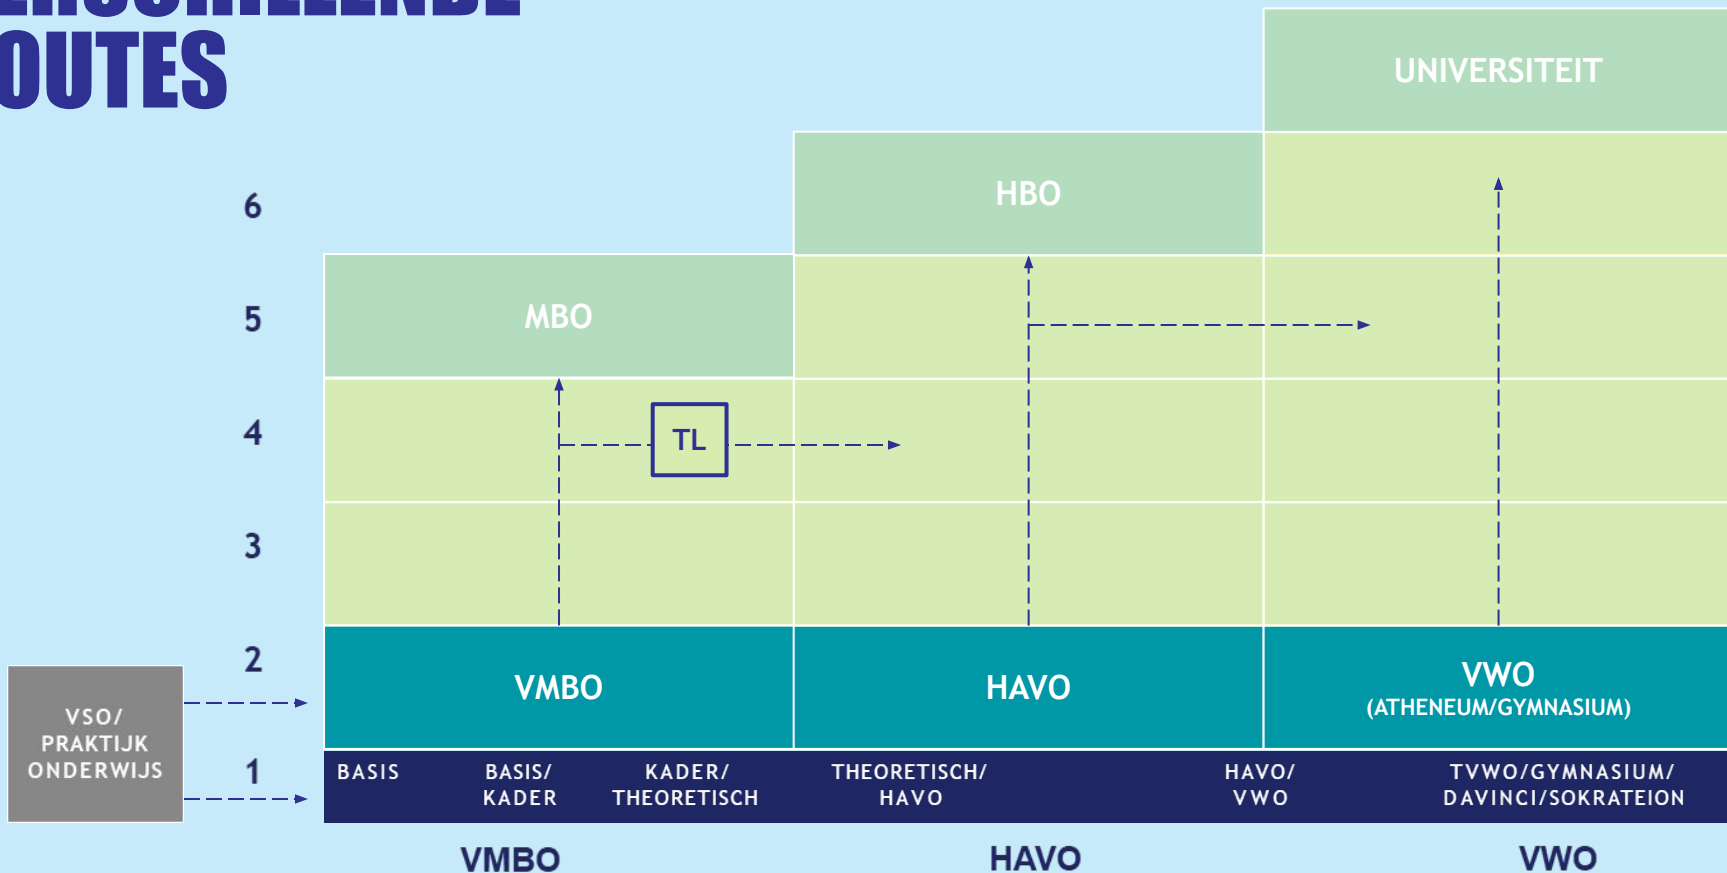 OUTES
UNIVERSITEIT
6
HBO
5
MBO
4
TL
3
2
VMBO
HAVO
VWO
(ATHENEUM/GYMNASIUM)
VSO/
PRAKTIJK
ONDERWIJS
1
BASIS
BASIS/
KADER
KADER/
THEORETISCH
THEORETISCH/
HAVO
HAVO/
VWO
TVWO/GYMNASIUM/
DAVINCI/SOKRATEION
VMBO
HAVO
VWO